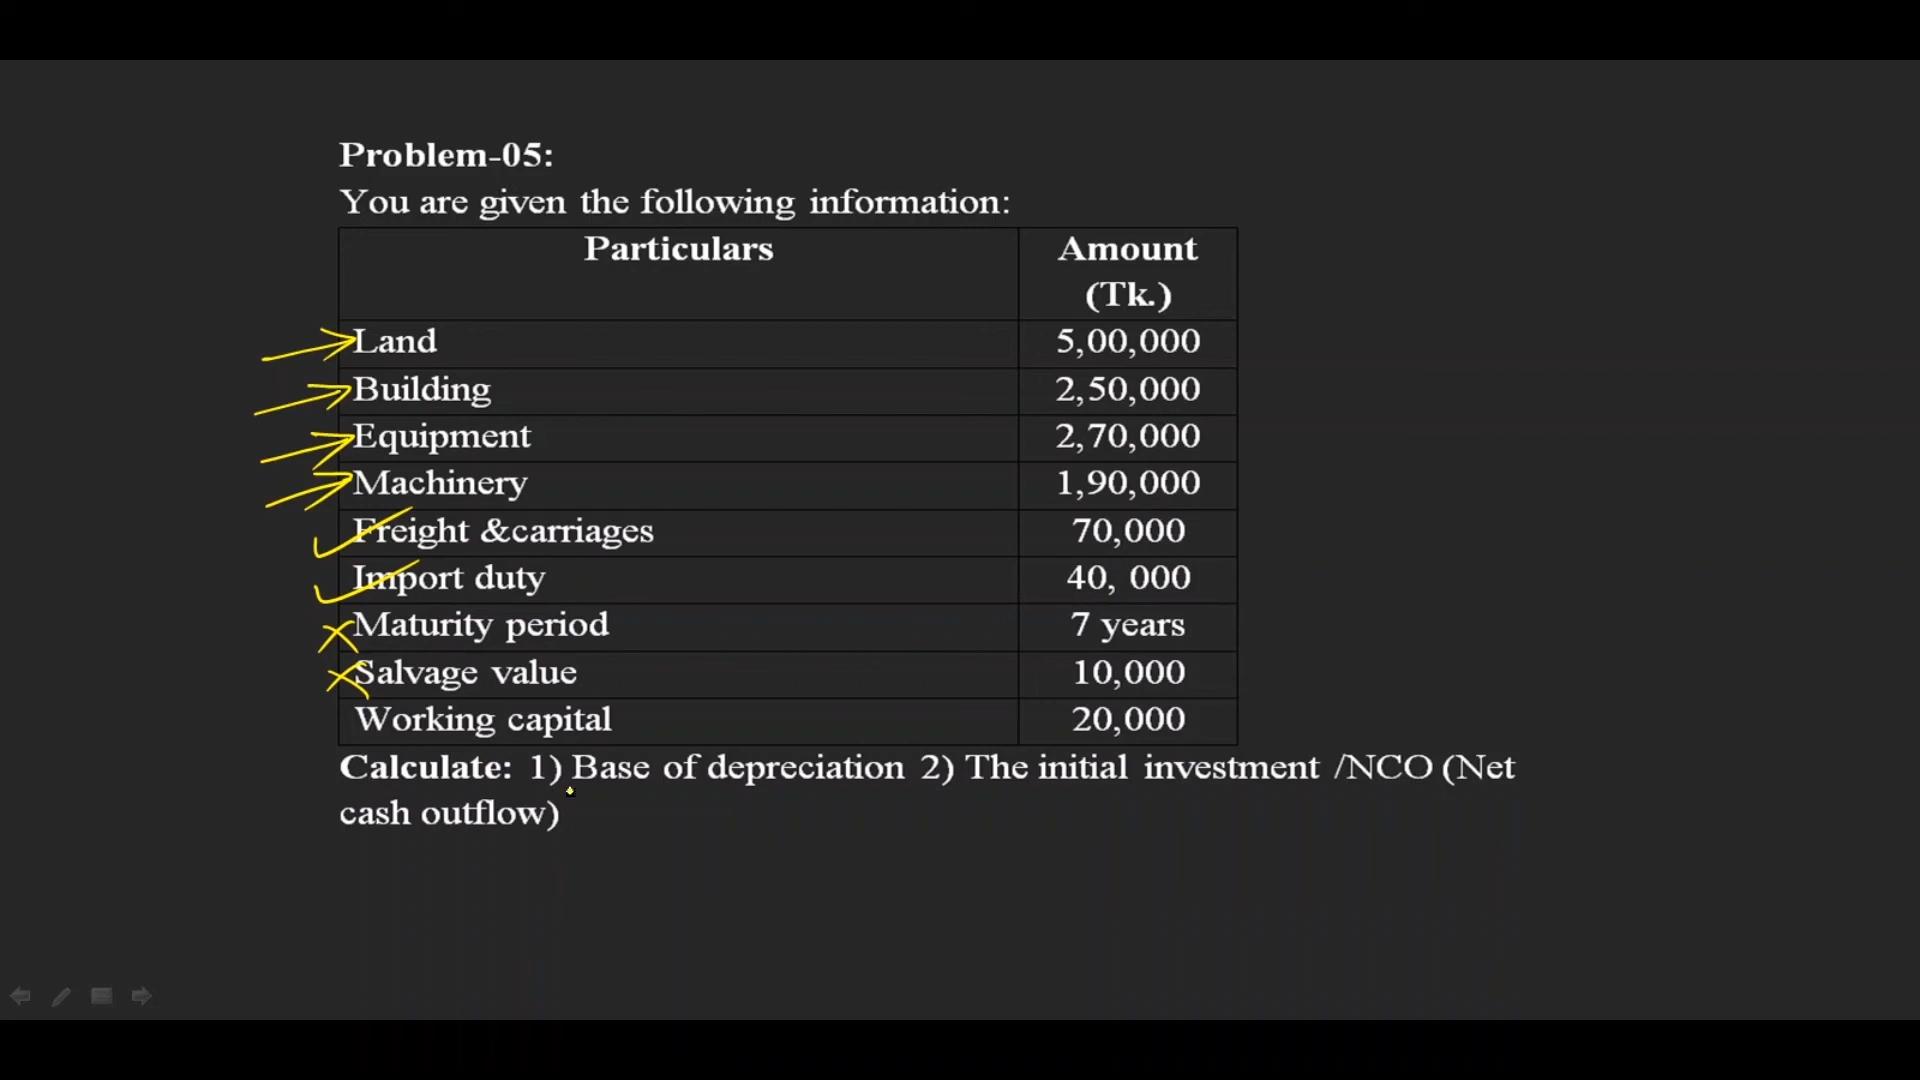 Problem-05:
You are given the following information:
Particulars Amount
(Tk.)
Land 5,00,000
Building 2,50,000
Equipment 2,70,000
Machinery 1,90,000
Freight &carriages 70,000
Import duty 40, 000
Maturity period 7 years
Salvage value 10,000
Working capital 20,000
Calculate: 1) Base of depreciation 2) The initial investment /NCO (Net
cash outflow)